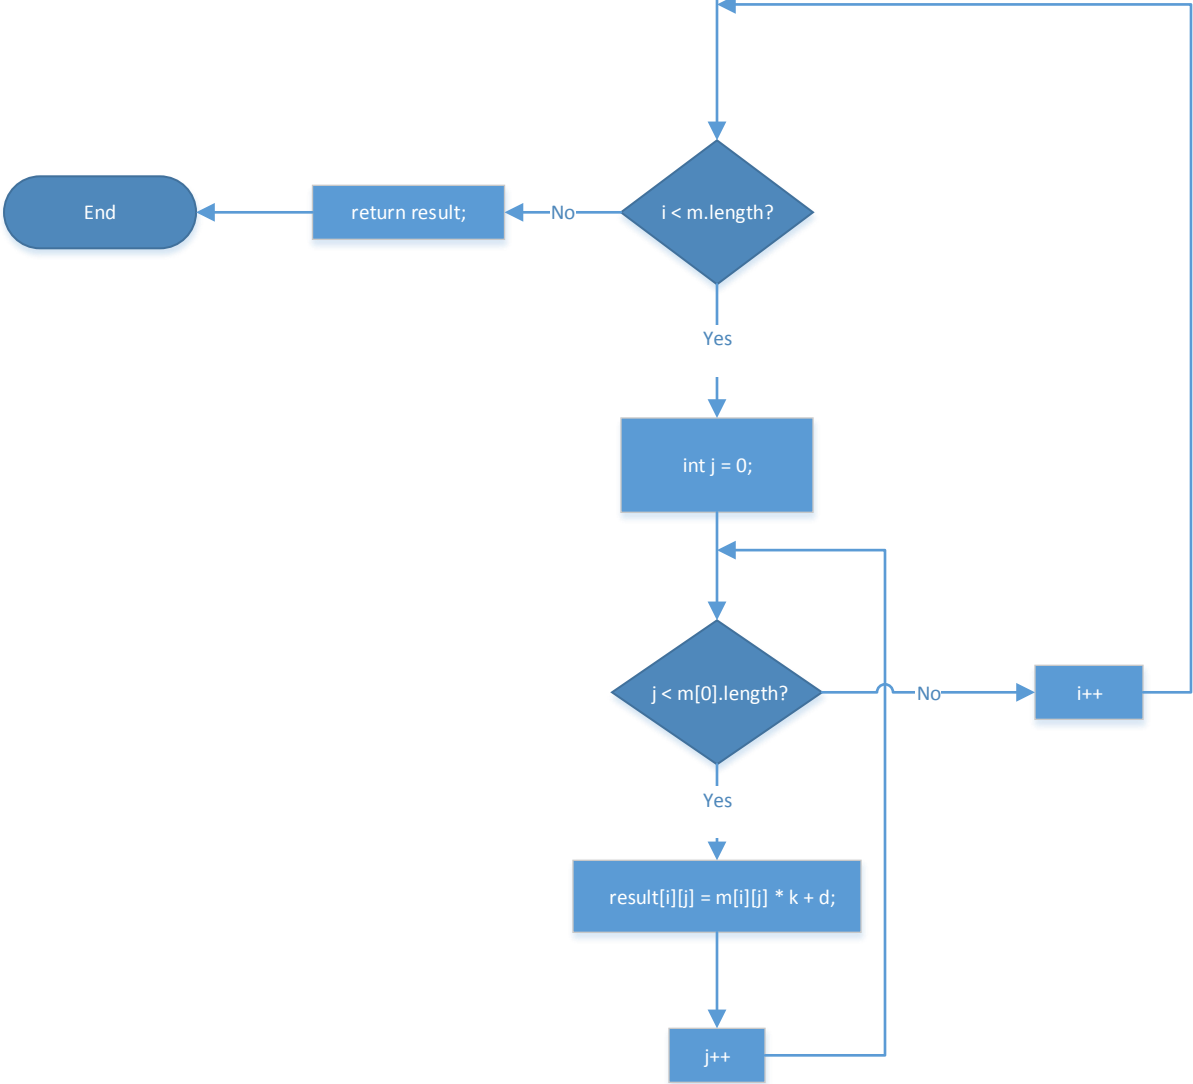 i < m.length?
No
return result;
End
Yes
int j = 0;
j < m[0].length?
No
i++
Yes
result[i][j] = m[i][j] * k + d;
j++